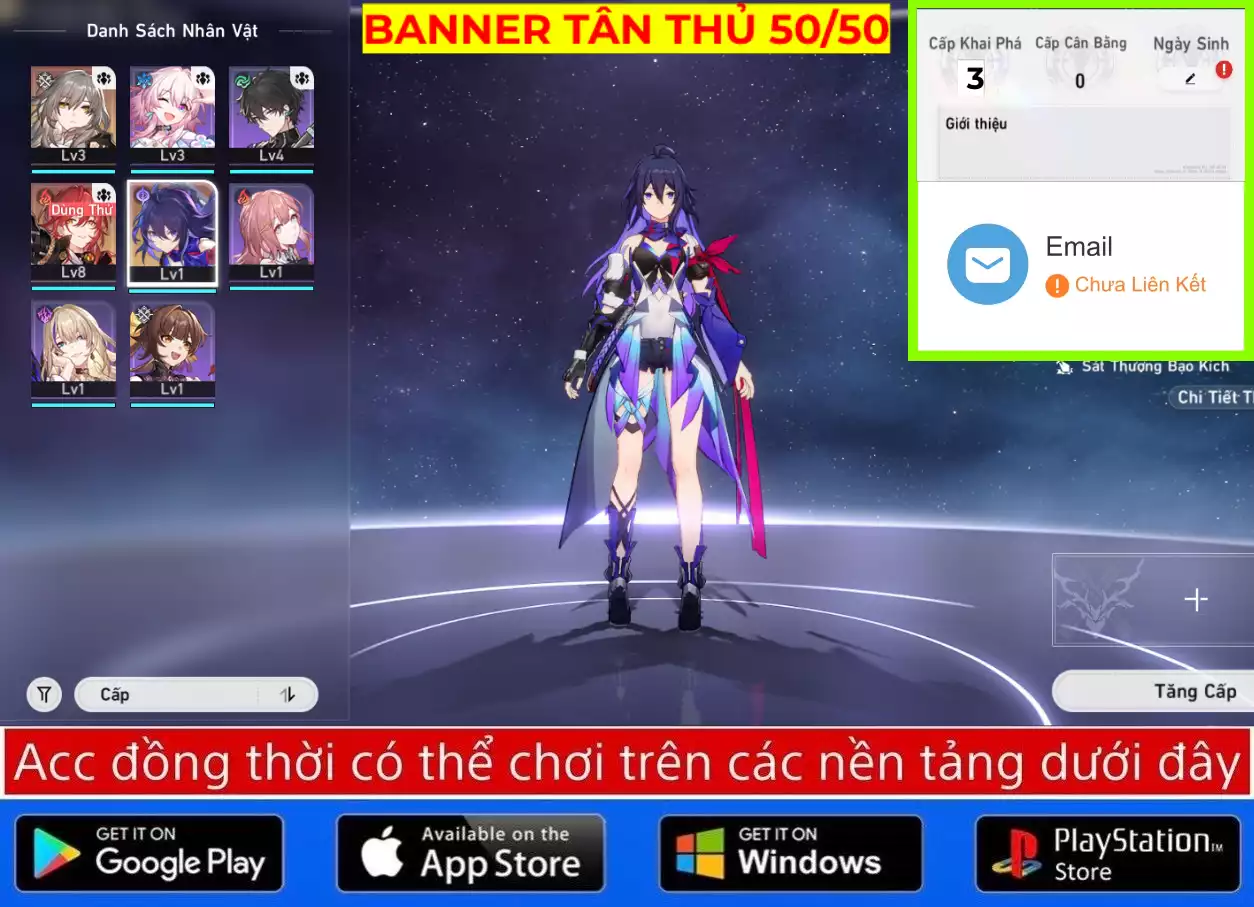 BANNER TÂN THỦ 50/50
Danh Sách Nhân Vật
Lv3
Lv3
Lv4
Dùng Thử
Lv8
Lv1
Lv1
Lv1
Lv1
Cấp
Cấp Khai Phá
Cấp Cân Bằng
Ngày Sinh
3
0
Giới thiệu
Email
Chưa Liên Kết
Sát Thương Bạo Kích
Chi Tiết T
Tăng Cấp
Acc đồng thời có thể chơi trên các nền tảng dưới đây
GET IT ON
Google Play
Available on the
App Store
GET IT ON
Windows
PlayStation TM
Store